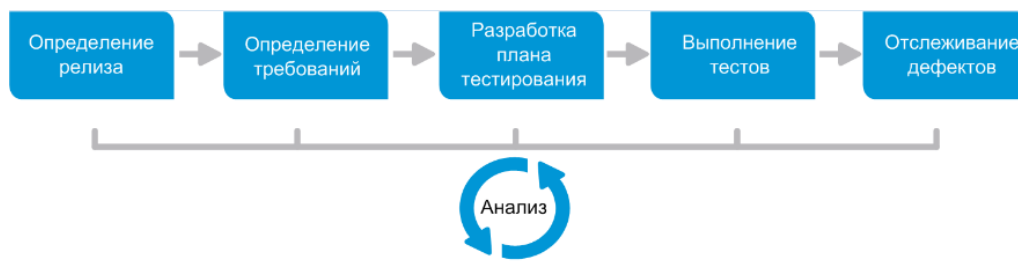 Определение
релиза
Определение
требований
Разработка
плана
тестирования
Выполнение
тестов
Отслеживание
дефектов
Анализ